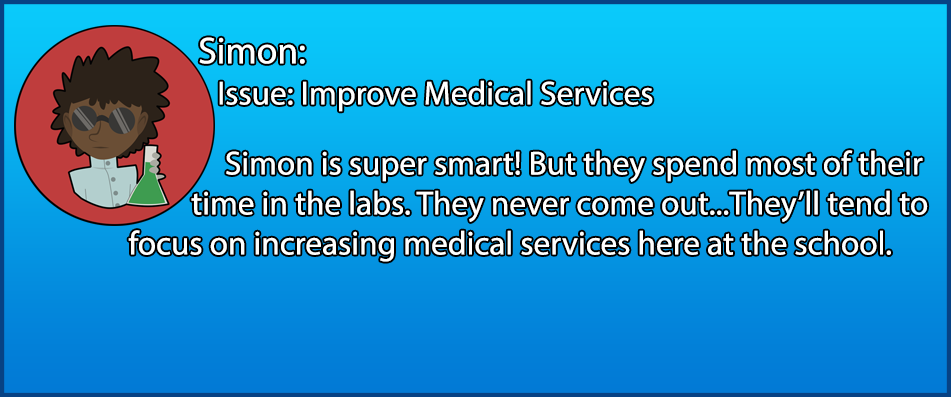 Simon:
Issue: Improve Medical Services
Simon is super smart! But they spend most of their
time in the labs. They never come out...They’ll tend to
focus on increasing medical services here at the school.